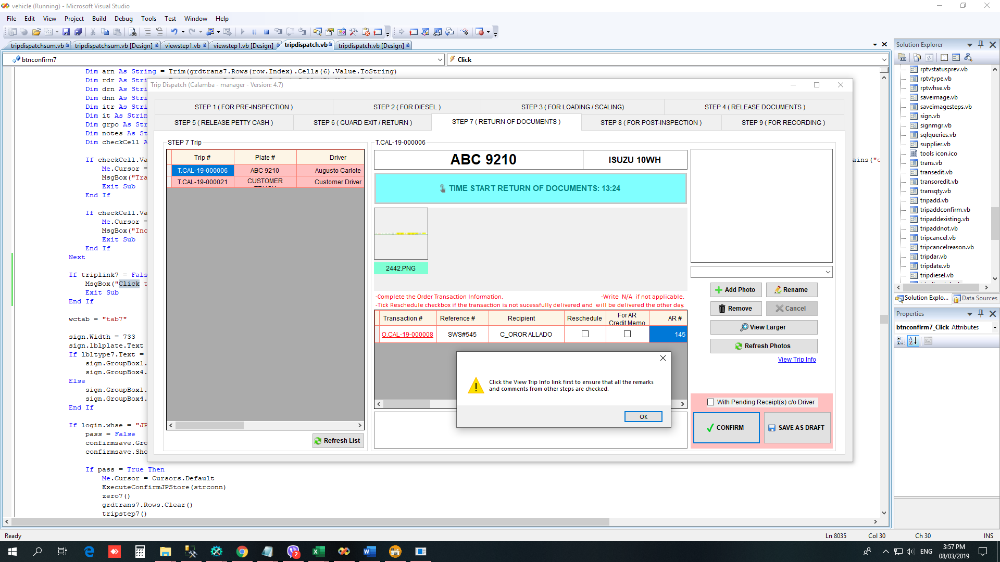 vehicle (Running) - Microsoft Visual Studio
File Edit View Project Build Debug Tools Test Window Help
tripdispatchsum.vb tripdispatchsum.vb [Design] viewstep1.vb viewstep1.vb [Design] tripdispatch.vb tripdispatch.vb [Design]
btnconfirm7
Click
Dim arn As String = Trim(grdtrans7.Rows(row.Index).Cells(6).Value.ToString)
Dim rdr As Stri
Dim drn As Stri
Dim dnn As Stri
Dim itr As Stri
Dim it As Strin
Dim grpo As Str
Dim notes As St
Dim checkCell A
If checkCell.Va
ains("c
Me.Cursor =
MsgBox("Tra
Exit Sub
End If
If checkCell.Va
Me.Cursor =
MsgBox("Inc
Exit Sub
End If
Next
If triplink7 = Fals
MsgBox("Click t
Exit Sub
End If
wctab = "tab7"
sign.Width = 733
sign.lblplate.Text
If lbltype7.Text =
sign.GroupBox1.
sign.GroupBox4.
Else
sign.GroupBox1.
sign.GroupBox4.
End If
If login.whse = "JP
pass = False
confirmsave.Gro
confirmsave.Sho
If pass = True Then
Me.Cursor = Cursors.Default
ExecuteConfirmJPStore(strconn)
zero7()
grdtrans7.Rows.Clear()
tripstep7()
Trip Dispatch (Calamba - manager - Version: 4.7)
STEP 1 ( FOR PRE-INSPECTION ) STEP 2 ( FOR DIESEL ) STEP 3 ( FOR LOADING / SCALING) STEP 4 ( RELEASE DOCUMENTS )
STEP 5 ( RELEASE PETTY CASH ) STEP 6 ( GUARD EXIT / RETURN ) STEP 7 ( RETURN OF DOCUMENTS ) STEP 8 ( FOR POST-INSPECTION ) STEP 9 ( FOR RECORDING )
STEP 7 Trip
Trip # Plate # Driver
T.CAL-19-000006 ABC 9210 Augusto Carlote
T.CAL-19-000021 CUSTOMER Customer Driver
Refresh List
T.CAL-19-000006
ABC 9210
ISUZU 10WH
TIME START RETURN OF DOCUMENTS: 13:24
2442.PNG
-Complete the Order Transaction Information.
-Write N/A if not applicable.
-Tick Reschedule checkbox if the transaction is not sucessfully delivered and will be delivered the other day.
Transaction # Reference # Recipient Reschedule For AR Credit Memo AR #
O.CAL-19-000008 SWS#545 C_OROR ALLADO 145
Click the View Trip Info link first to ensure that all the remarks
and comments from other steps are checked.
OK
Add Photo
Rename
Remove
Cancel
View Larger
Refresh Photos
View Trip Info
With Pending Receipt(s) c/o Driver
CONFIRM
SAVE AS DRAFT
Solution Explorer
rptvstatusprev.vb
rptvtype.vb
rptwhse.vb
saveimage.vb
saveimagesteps.vb
sign.vb
signmgr.vb
sqlqueries.vb
supplier.vb
tools icon.ico
trans.vb
transedit.vb
transoredit.vb
transqty.vb
tripadd.vb
tripaddconfirm.vb
tripaddexisting.vb
tripaddnot.vb
tripcancel.vb
tripcancelreason.vb
tripdar.vb
tripdate.vb
tripdiesel.vb
Solution Explo... Data Sources
Properties
btnconfirm7_Click Attributes
Ready
Ln 8035 Col 30 Ch 30 INS
2
ENG
3:57 PM
08/03/2019